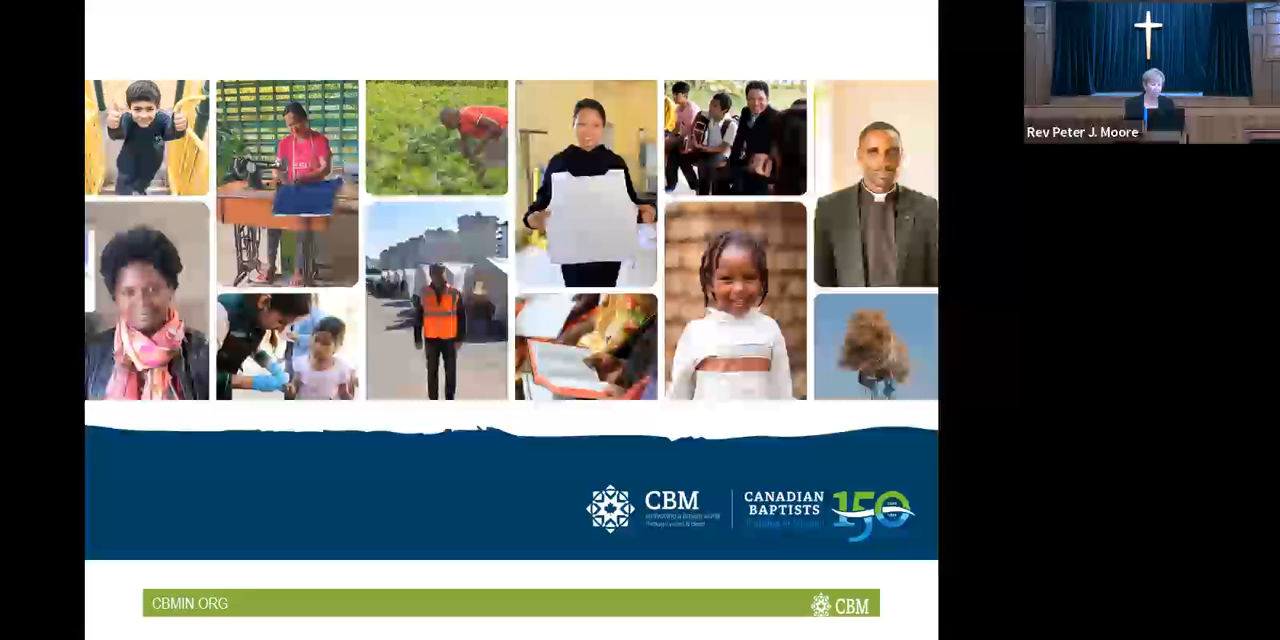 Rev Peter J. Moore
CBM
CANADIAN
BAPTISTS
150
CBMIN.ORG
CBM